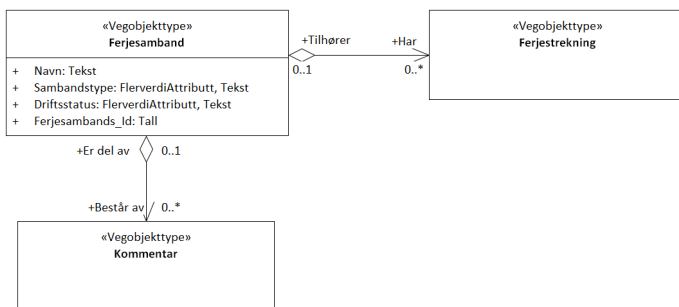 «Vegobjekttype»
Ferjesamband
+ Navn: Tekst
+ Sambandstype: FlerverdiAttributt, Tekst
+ Driftsstatus: FlerverdiAttributt, Tekst
+ Ferjesambands_Id: Tall
+Tilhører
+Har
0..1
0..*
«Vegobjekttype»
Ferjestrekning
+Er del av
0..1
+Består av
0..*
«Vegobjekttype»
Kommentar